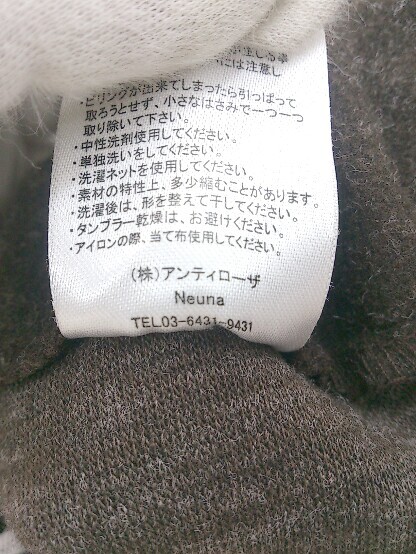 には注意し
・ピリングが出来てしまったら引っぱって
取ろうとせず、小さなはさみで一つ一つ
取り除いて下さい。
・中性洗剤使用してください。
・単独洗いをしてください。
・洗濯ネットを使用してください。
・素材の特性上、多少縮むことがあります。
・洗濯後は、形を整えて干してください。
・タンブラー乾燥は、お避けください。
・アイロンの際、当て布使用してください。
(株)アンティローザ
Neuna
TEL03-6431-9431